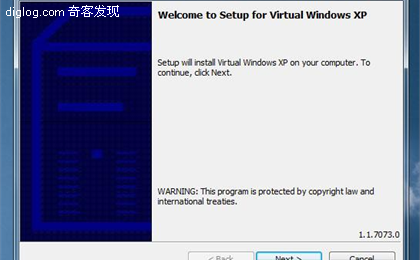 diglog.com 奇客发现
Welcome to Setup for Virtual Windows XP
Setup will install Virtual Windows XP on your computer. To
continue, click Next.
WARNING: This program is protected by copyright law and
international treaties.
1.1.7073.0
< Back
Next >
Cancel